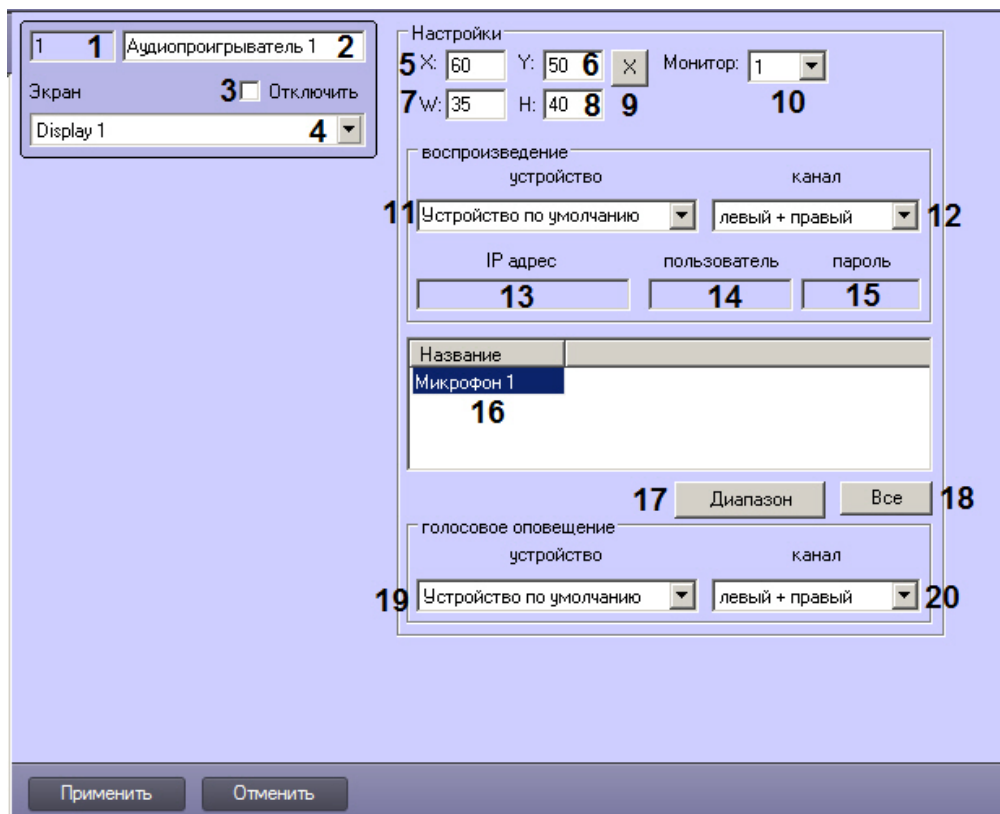 1 1 Аудиопроигрыватель 1 2
Экран 3 Отключить
Display 1 4
Настройки
5 X: 60 Y: 50 6 X Монитор: 1
7 W: 35 H: 40 8 9 10
воспроизведение
устройство канал
11 Устройство по умолчанию левый + правый 12
IP адрес пользователь пароль
13 14 15
Название
Микрофон 1
16
17 Диапазон Все 18
голосовое оповещение
устройство канал
19 Устройство по умолчанию левый + правый 20
Применить Отменить